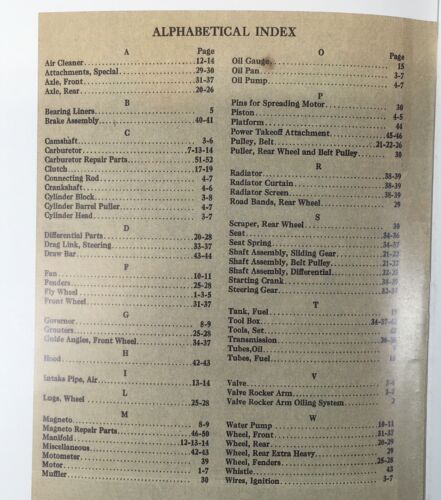 ALPHABETICAL INDEX
A Page
Air Cleaner 12-14
Attachments, Special 29-30
Axle, Front 31-37
Axle, Rear 20-26
B
Bearing Liners 5
Brake Assembly 40-41
C
Camshaft 3-6
Carburetor 7-13-14
Carburetor Repair Parts 51-52
Clutch 17-19
Connecting Rod 4-7
Crankshaft 4-6
Cylinder Block 3-8
Cylinder Barrel Puller 4-7
Cylinder Head 3-7
D
Differential Parts 20-28
Drag Link, Steering 33-37
Draw Bar 43-44
F
Fan 10-11
Fenders 25-28
Fly Wheel 1-3-5
Front Wheel 31-37
G
Governor 8-9
Grouters 25-28
Guide Angles, Front Wheel 34-37
H
Hood 42-43
I
Intake Pipe, Air 13-14
L
Lugs, Wheel 25-28
M
Magneto 8-9
Magneto Repair Parts 46-50
Manifold 12-13-14
Miscellaneous 42-43
Motometer 39
Motor 1-7
Muffler 30
O Page
Oil Gauge 15
Oil Pan 3-7
Oil Pump 4-7
P
Pins for Spreading Motor 30
Piston 4-5
Platform 44
Power Takeoff Attachment 45-46
Pulley, Belt 21-22-26
Puller, Rear Wheel and Belt Pulley 30
R
Radiator 38-39
Radiator Curtain 38-39
Radiator Screen 38-39
Road Bands, Rear Wheel 29
S
Scraper, Rear Wheel 30
Seat 34-36
Seat Spring 34-37
Shaft Assembly, Sliding Gear 21-27
Shaft Assembly, Belt Pulley 21-27
Shaft Assembly, Differential
Starting Crank 38-39
Steering Gear 32-37
T
Tank, Fuel
Tool Box
Tools, Set
Transmission
Tubes,Oil
Tubes, Fuel
V
Valve
Valve Rocker Arm
Valve Rocker Arm Oiling System 2
W
Water Pump 10-11
Wheel, Front 31-37
Wheel, Rear 20-29
Wheel, Rear Extra Heavy 29
Wheel, Fenders 25-28
Whistle 43
Wires, Ignition 3-7